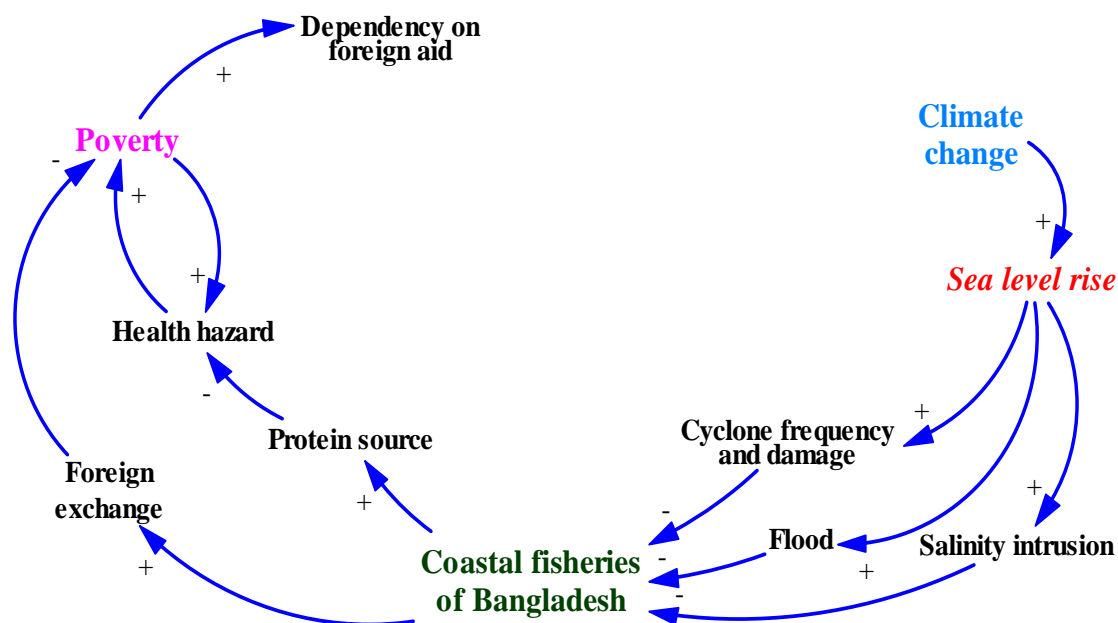 Dependency on
foreign aid
+
Poverty
-
+
+
Health hazard
-
Protein source
+
Foreign
exchange
+
Climate
change
+
Sea level rise
+
Cyclone frequency
and damage
+
-
Flood
-
+
Salinity intrusion
-
Coastal fisheries
of Bangladesh